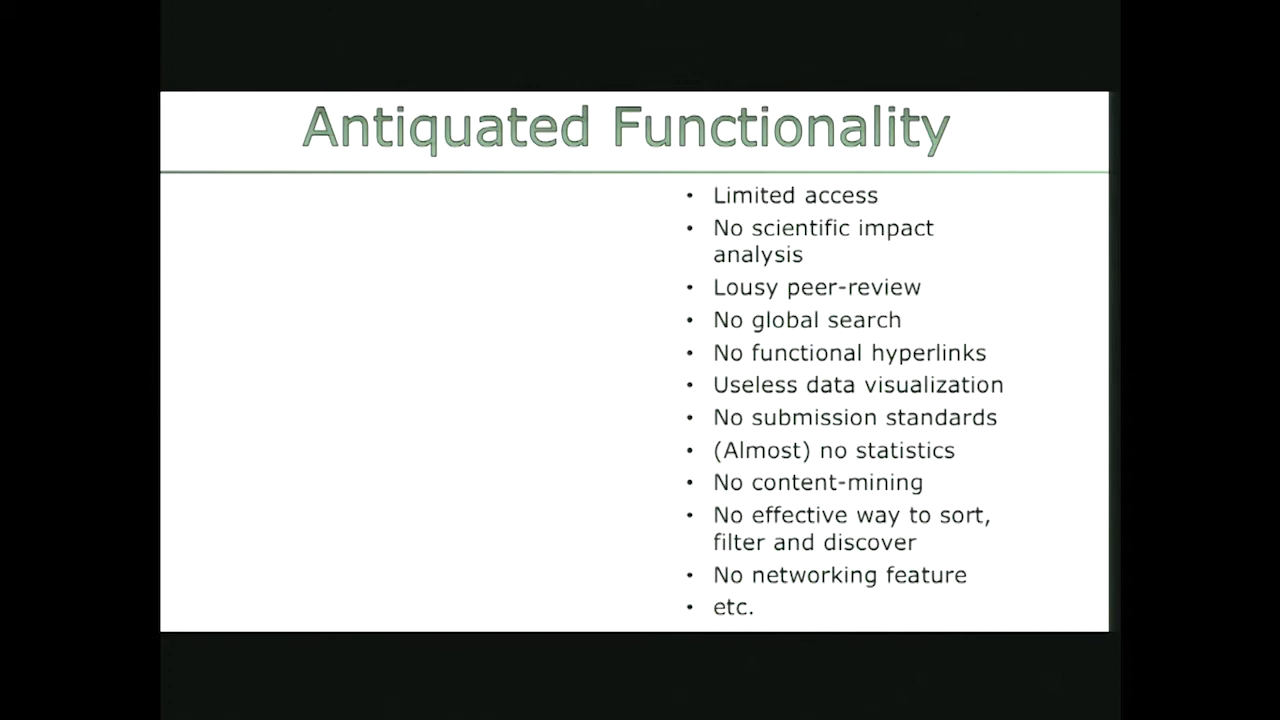 Antiquated Functionality
• Limited access
• No scientific impact
analysis
• Lousy peer-review
• No global search
• No functional hyperlinks
• Useless data visualization
• No submission standards
• (Almost) no statistics
• No content-mining
• No effective way to sort,
filter and discover
• No networking feature
• etc.